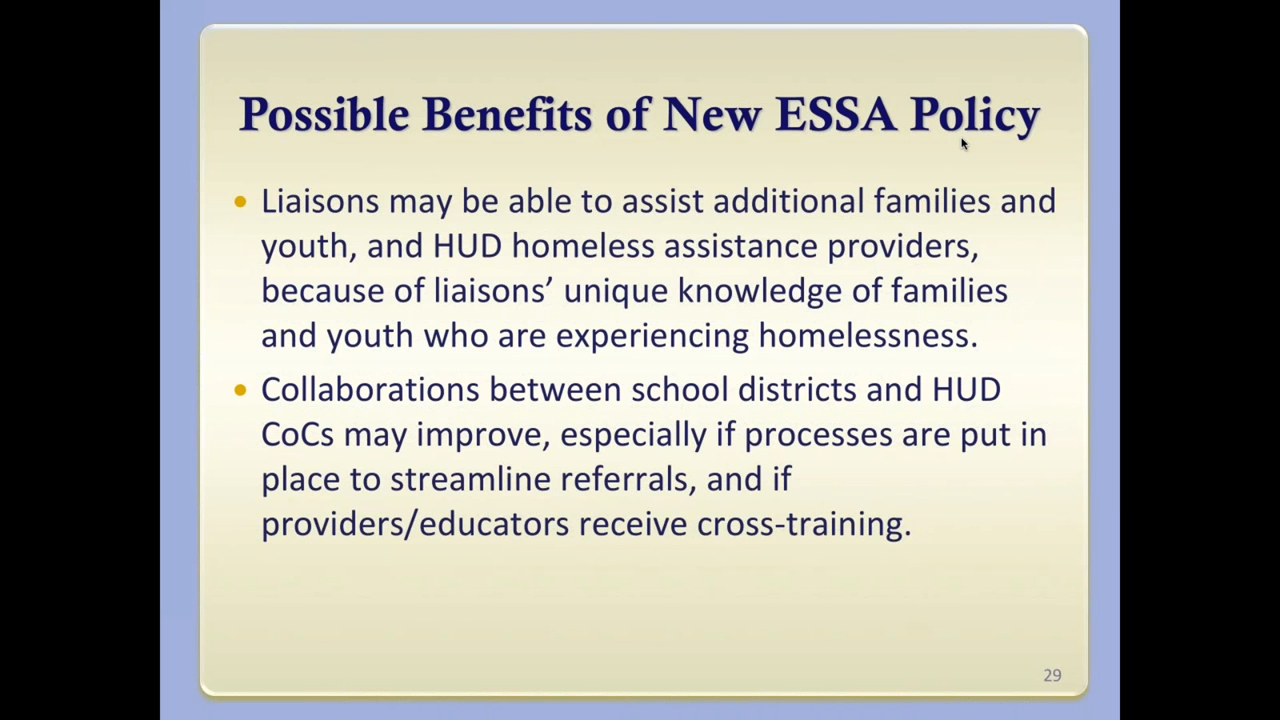 Possible Benefits of New ESSA Policy
• Liaisons may be able to assist additional families and
youth, and HUD homeless assistance providers,
because of liaisons’ unique knowledge of families
and youth who are experiencing homelessness.
• Collaborations between school districts and HUD
CoCs may improve, especially if processes are put in
place to streamline referrals, and if
providers/educators receive cross-training.
29